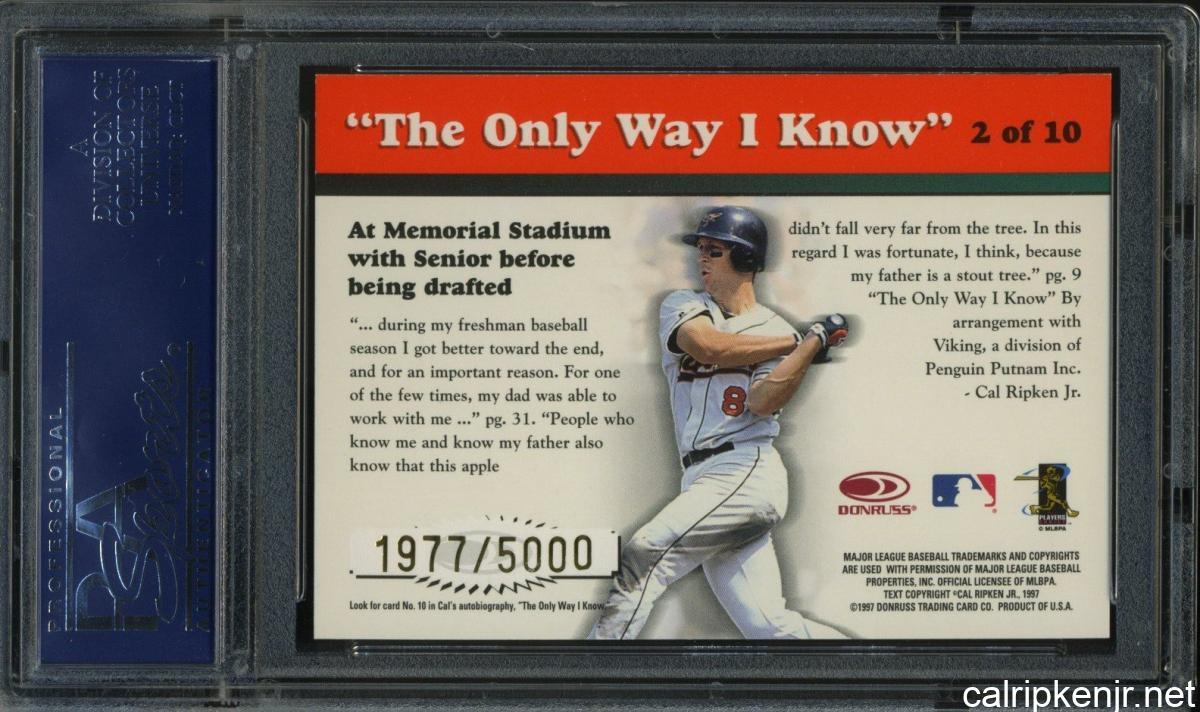 A
DIVISION OF
COLLECTORS
UNIVERSE
NASDAQ: CLCT
PROFESSIONAL
PSA
Sports
AUTHENTICATOR
“The Only Way I Know” 2 of 10
At Memorial Stadium
with Senior before
being drafted
“... during my freshman baseball
season I got better toward the end,
and for an important reason. For one
of the few times, my dad was able to
work with me ...” pg. 31. “People who
know me and know my father also
know that this apple
didn’t fall very far from the tree. In this
regard I was fortunate, I think, because
my father is a stout tree.” pg. 9
“The Only Way I Know” By
arrangement with
Viking, a division of
Penguin Putnam Inc.
- Cal Ripken Jr.
8
1977/5000
Look for card No. 10 in Cal's autobiography, "The Only Way I Know.
DONRUSS®
PLAYERS
© MLBPA
MAJOR LEAGUE BASEBALL TRADEMARKS AND COPYRIGHTS
ARE USED WITH PERMISSION OF MAJOR LEAGUE BASEBALL
PROPERTIES, INC. OFFICIAL LICENSEE OF MLBPA.
TEXT COPYRIGHT ©CAL RIPKEN JR., 1997
©1997 DONRUSS TRADING CARD CO. PRODUCT OF U.S.A.
calripkenjr.net